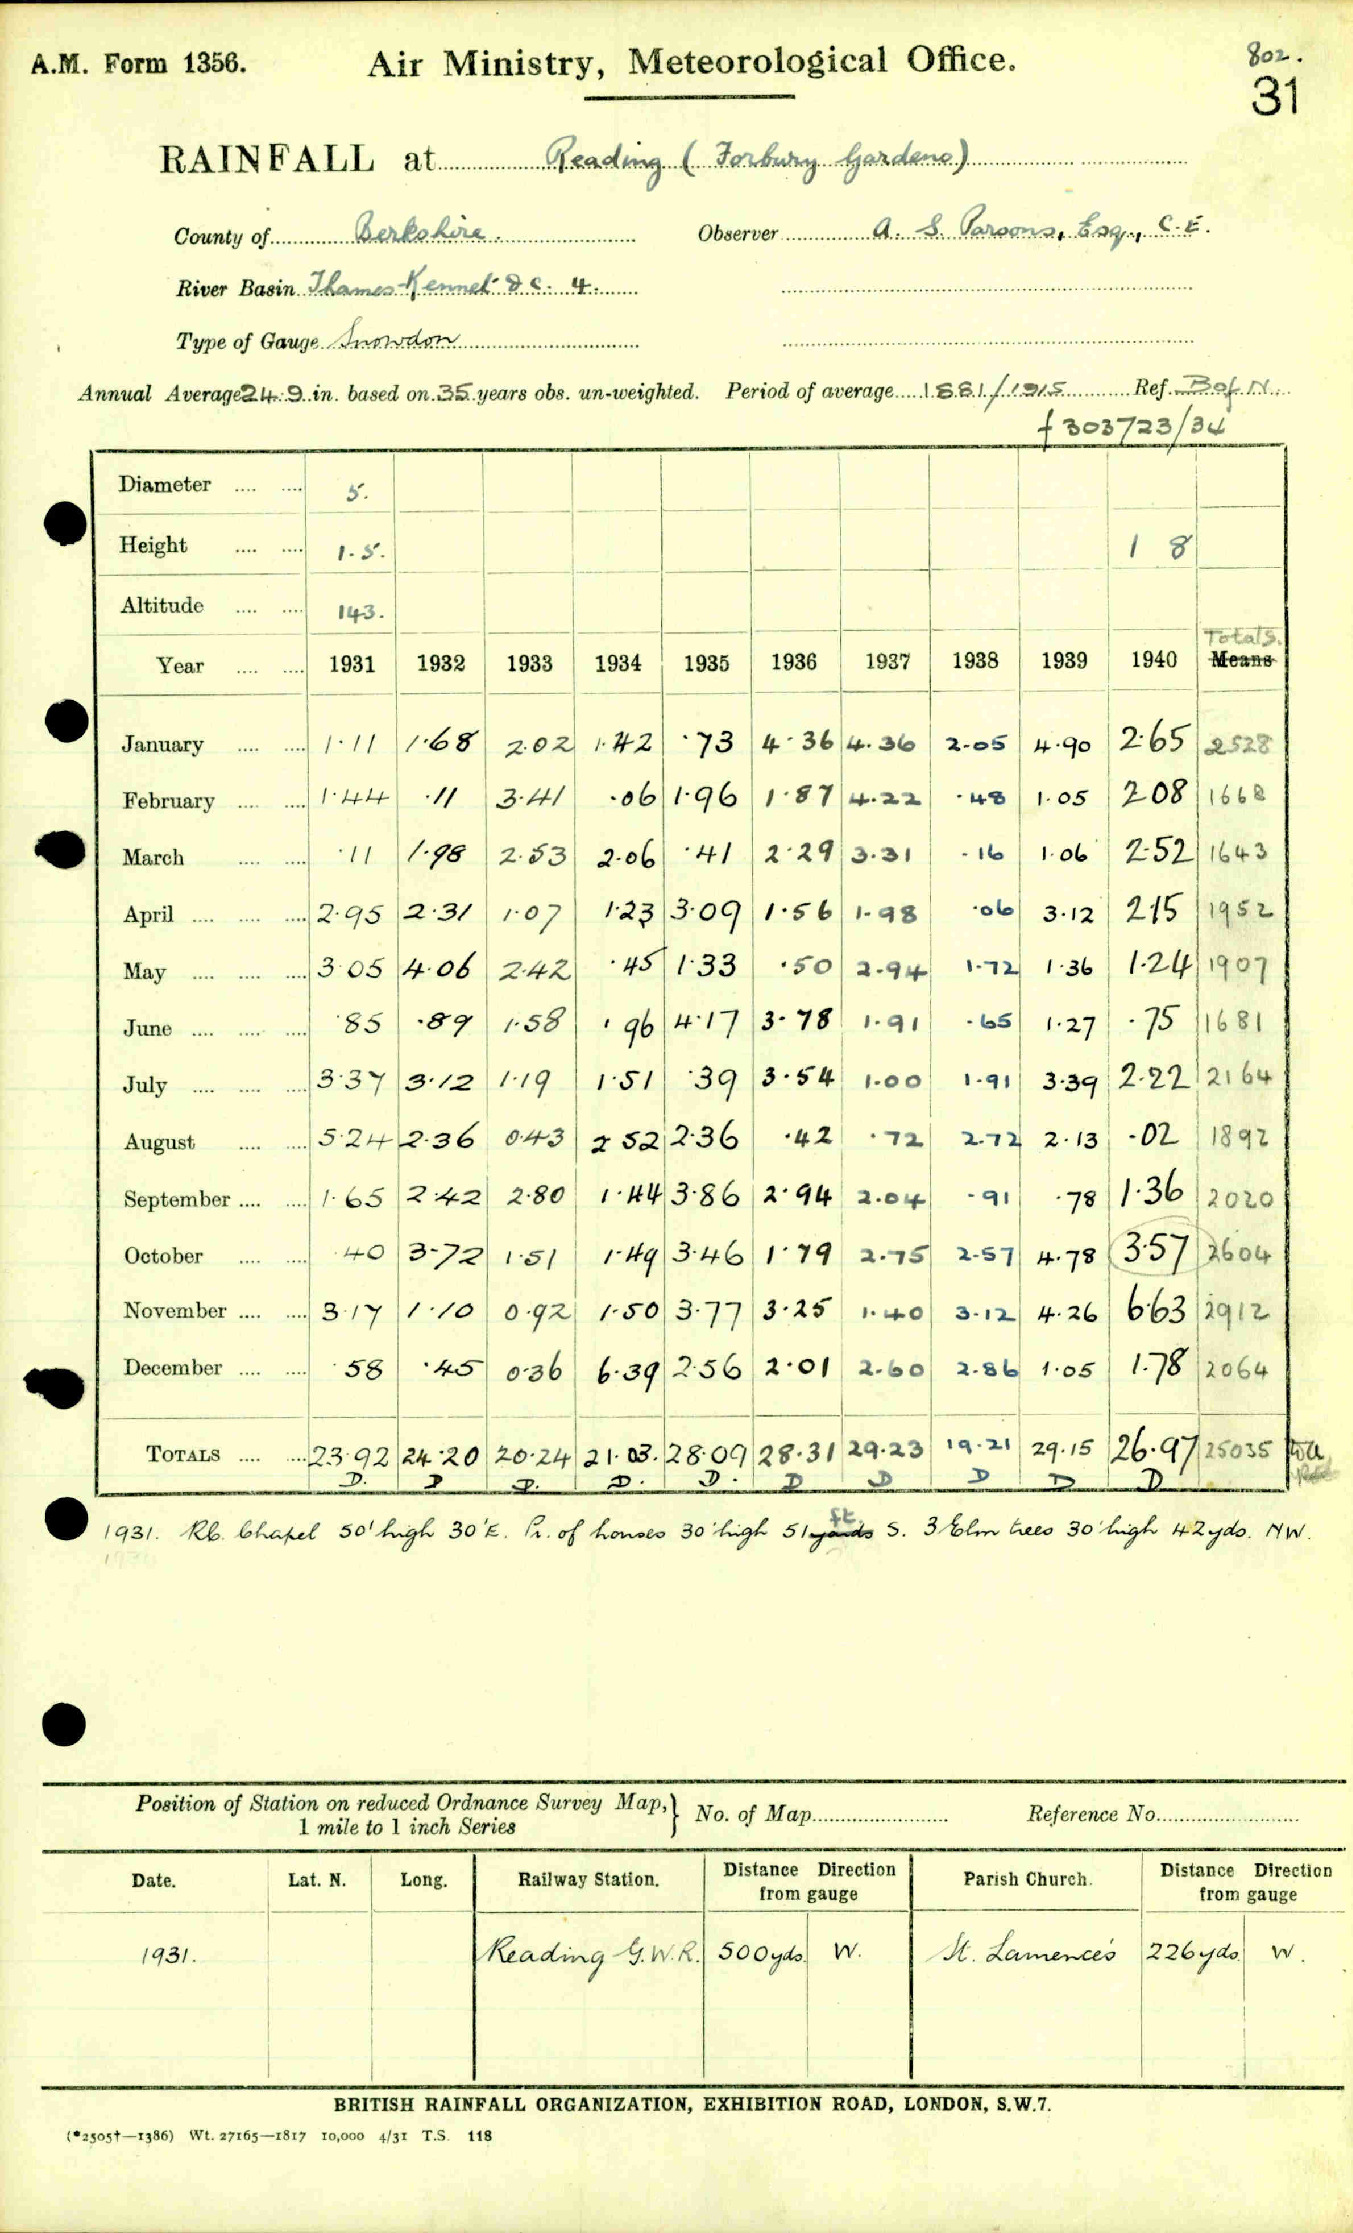 A.M. Form 1356. Air Ministry, Meteorological Office. 802.
31
RAINFALL at Reading (Forbury Gardens)
County of Berkshire. Observer A. S. Parsons, Esq., C.E.
River Basin Thames-Kennet &c. 4.
Type of Gauge Snowdon
Annual Average 24.9 in. based on 35 years obs. un-weighted. Period of average 1881/1915 Ref. B of N.
f 303723/34
Diameter .... .... 5.
Height .... .... 1.5. 1 8
Altitude .... .... 143.
Totals.
Year .... .... 1931 1932 1933 1934 1935 1936 1937 1938 1939 1940 Means
January .... .... 1.11 1.68 2.02 1.42 .73 4.36 4.36 2.05 4.90 2.65 2528
February .... .... 1.44 .11 3.41 .06 1.96 1.87 4.22 .48 1.05 2.08 1668
March .... .... .11 1.98 2.53 2.06 .41 2.29 3.31 .16 1.06 2.52 1643
April .... .... .... 2.95 2.31 1.07 1.23 3.09 1.56 1.98 .06 3.12 2.15 1952
May .... .... .... 3.05 4.06 2.42 .45 1.33 .50 2.94 1.72 1.36 1.24 1907
June .... .... .... .85 .89 1.58 .96 4.17 3.78 1.91 .65 1.27 .75 1681
July .... .... .... 3.37 3.12 1.19 1.51 .39 3.54 1.00 1.91 3.39 2.22 2164
August .... .... 5.24 2.36 0.43 2.52 2.36 .42 .72 2.72 2.13 .02 1892
September .... .... 1.65 2.42 2.80 1.44 3.86 2.94 2.04 .91 .78 1.36 2020
October .... .... .40 3.72 1.51 1.49 3.46 1.79 2.75 2.57 4.78 3.57 2604
November .... .... 3.17 1.10 0.92 1.50 3.77 3.25 1.40 3.12 4.26 6.63 2912
December .... .... .58 .45 0.36 6.39 2.56 2.01 2.60 2.86 1.05 1.78 2064
TOTALS .... .... 23.92 24.20 20.24 21.03. 28.09 28.31 29.23 19.21 29.15 26.97 25035
D. D D. D. D. D D D D D
1931. R.C. Chapel 50' high 30' E. Pr. of houses 30' high 51 yards ft. S. 3 Elm trees 30' high 42 yds. NW.
Position of Station on reduced Ordnance Survey Map, } No. of Map Reference No.
1 mile to 1 inch Series
Date. Lat. N. Long. Railway Station. Distance Direction from gauge Parish Church. Distance Direction from gauge
1931. Reading G.W.R. 500 yds. W. St. Lawrence's 226 yds. W.
BRITISH RAINFALL ORGANIZATION, EXHIBITION ROAD, LONDON, S.W.7.
(*2505†—1386) Wt. 27165—1817 10,000 4/31 T.S. 118